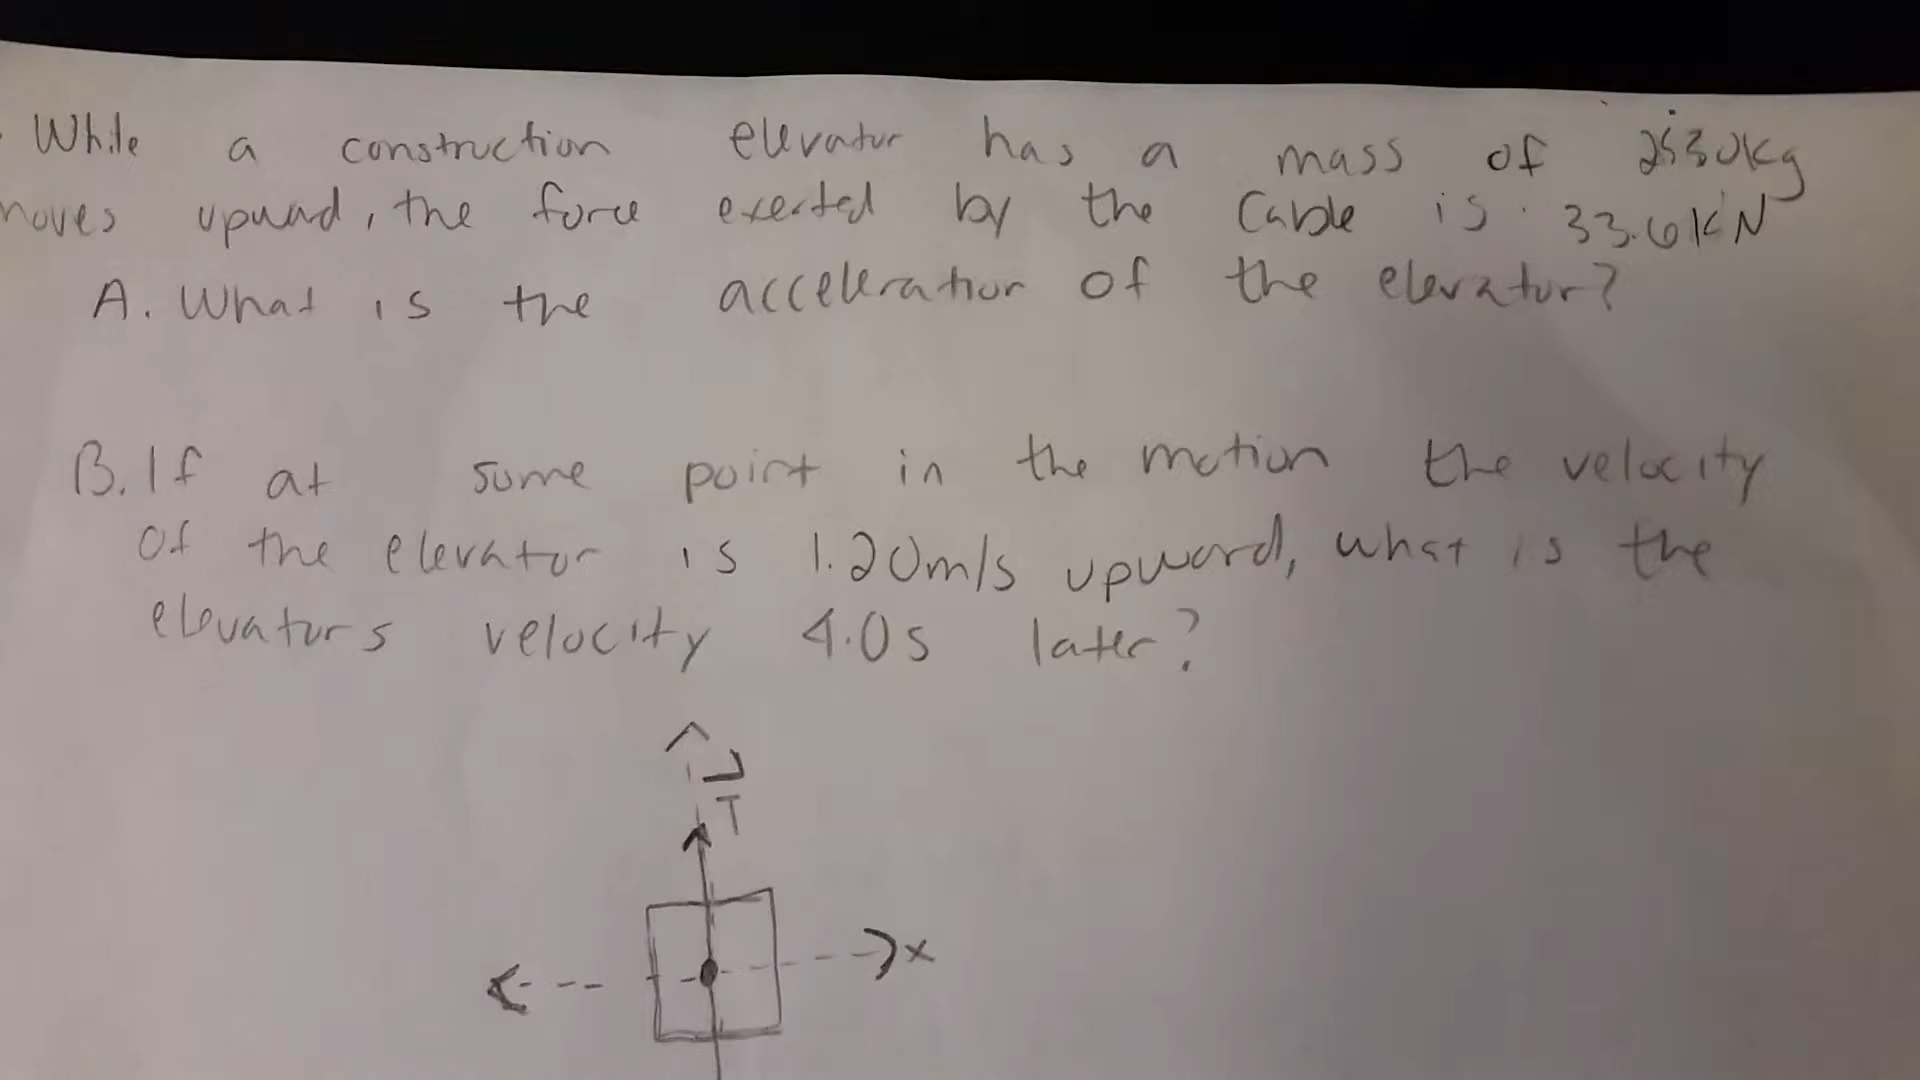 While a construction elevator has a mass of 2530kg
moves upward, the force exerted by the Cable is 33.6kN
A. What is the acceleration of the elevator?
B. If at some point in the motion the velocity
of the elevator is 1.20m/s upward, what is the
elevators velocity 4.0s later?
T
x